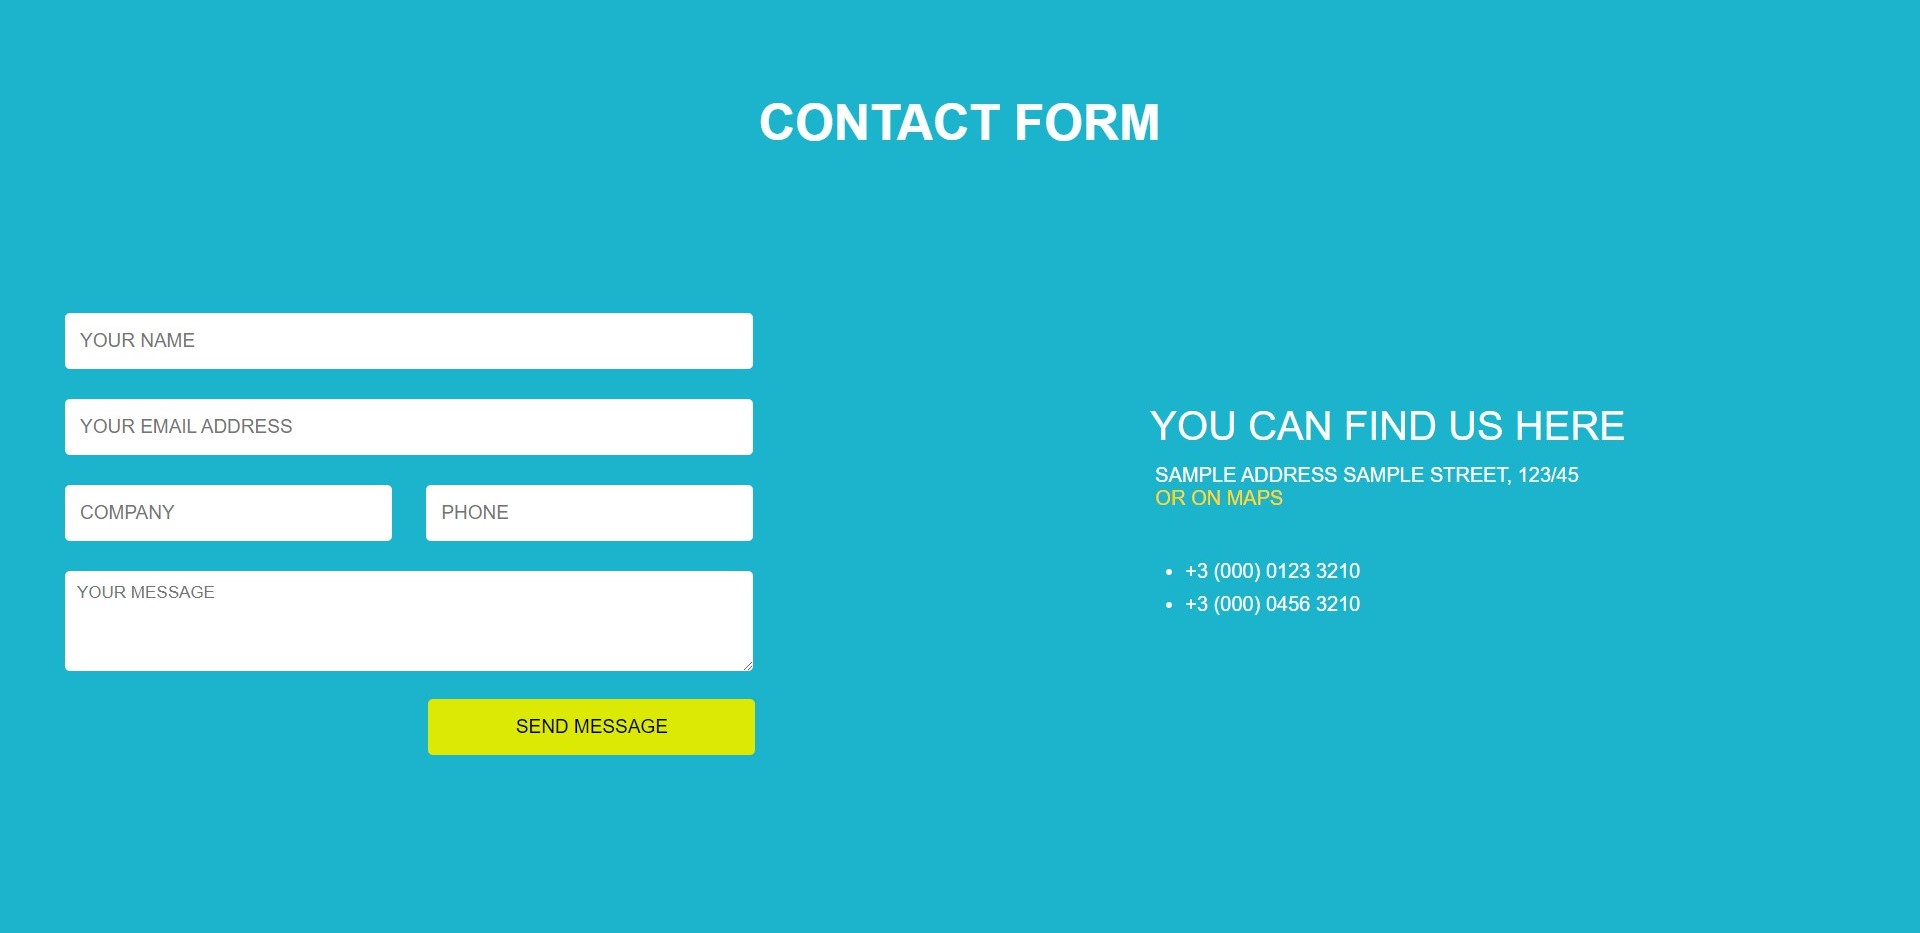 CONTACT FORM
YOUR NAME
YOUR EMAIL ADDRESS
COMPANY
PHONE
YOUR MESSAGE
SEND MESSAGE
YOU CAN FIND US HERE
SAMPLE ADDRESS SAMPLE STREET, 123/45
OR ON MAPS
• +3 (000) 0123 3210
• +3 (000) 0456 3210